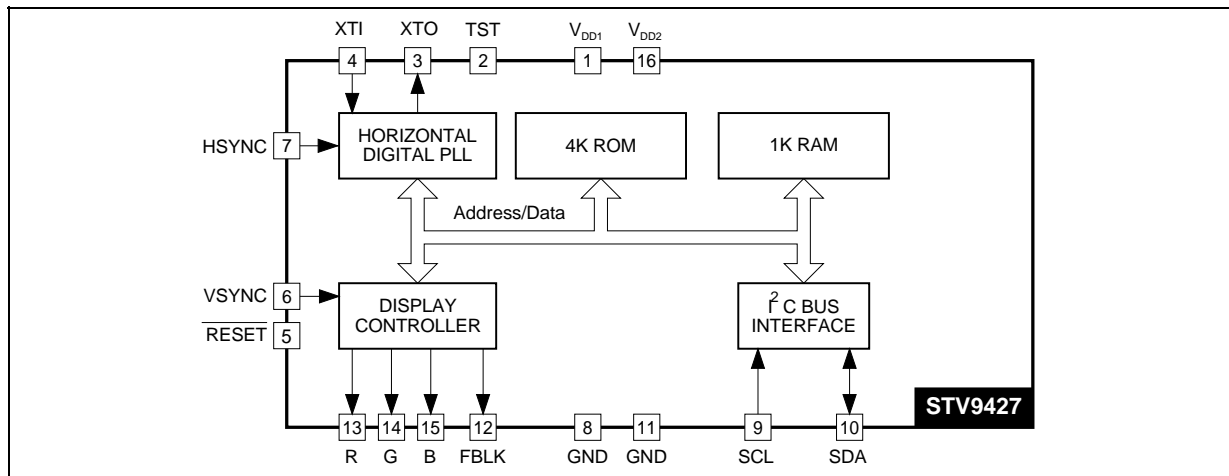 XTI XTO TST VDD1 VDD2
4 3 2 1 16
HORIZONTAL
DIGITAL PLL
4K ROM
1K RAM
HSYNC 7
Address/Data
VSYNC 6
RESET 5
DISPLAY
CONTROLLER
I2C BUS
INTERFACE
STV9427
13 14 15 12 8 11 9 10
R G B FBLK GND GND SCL SDA